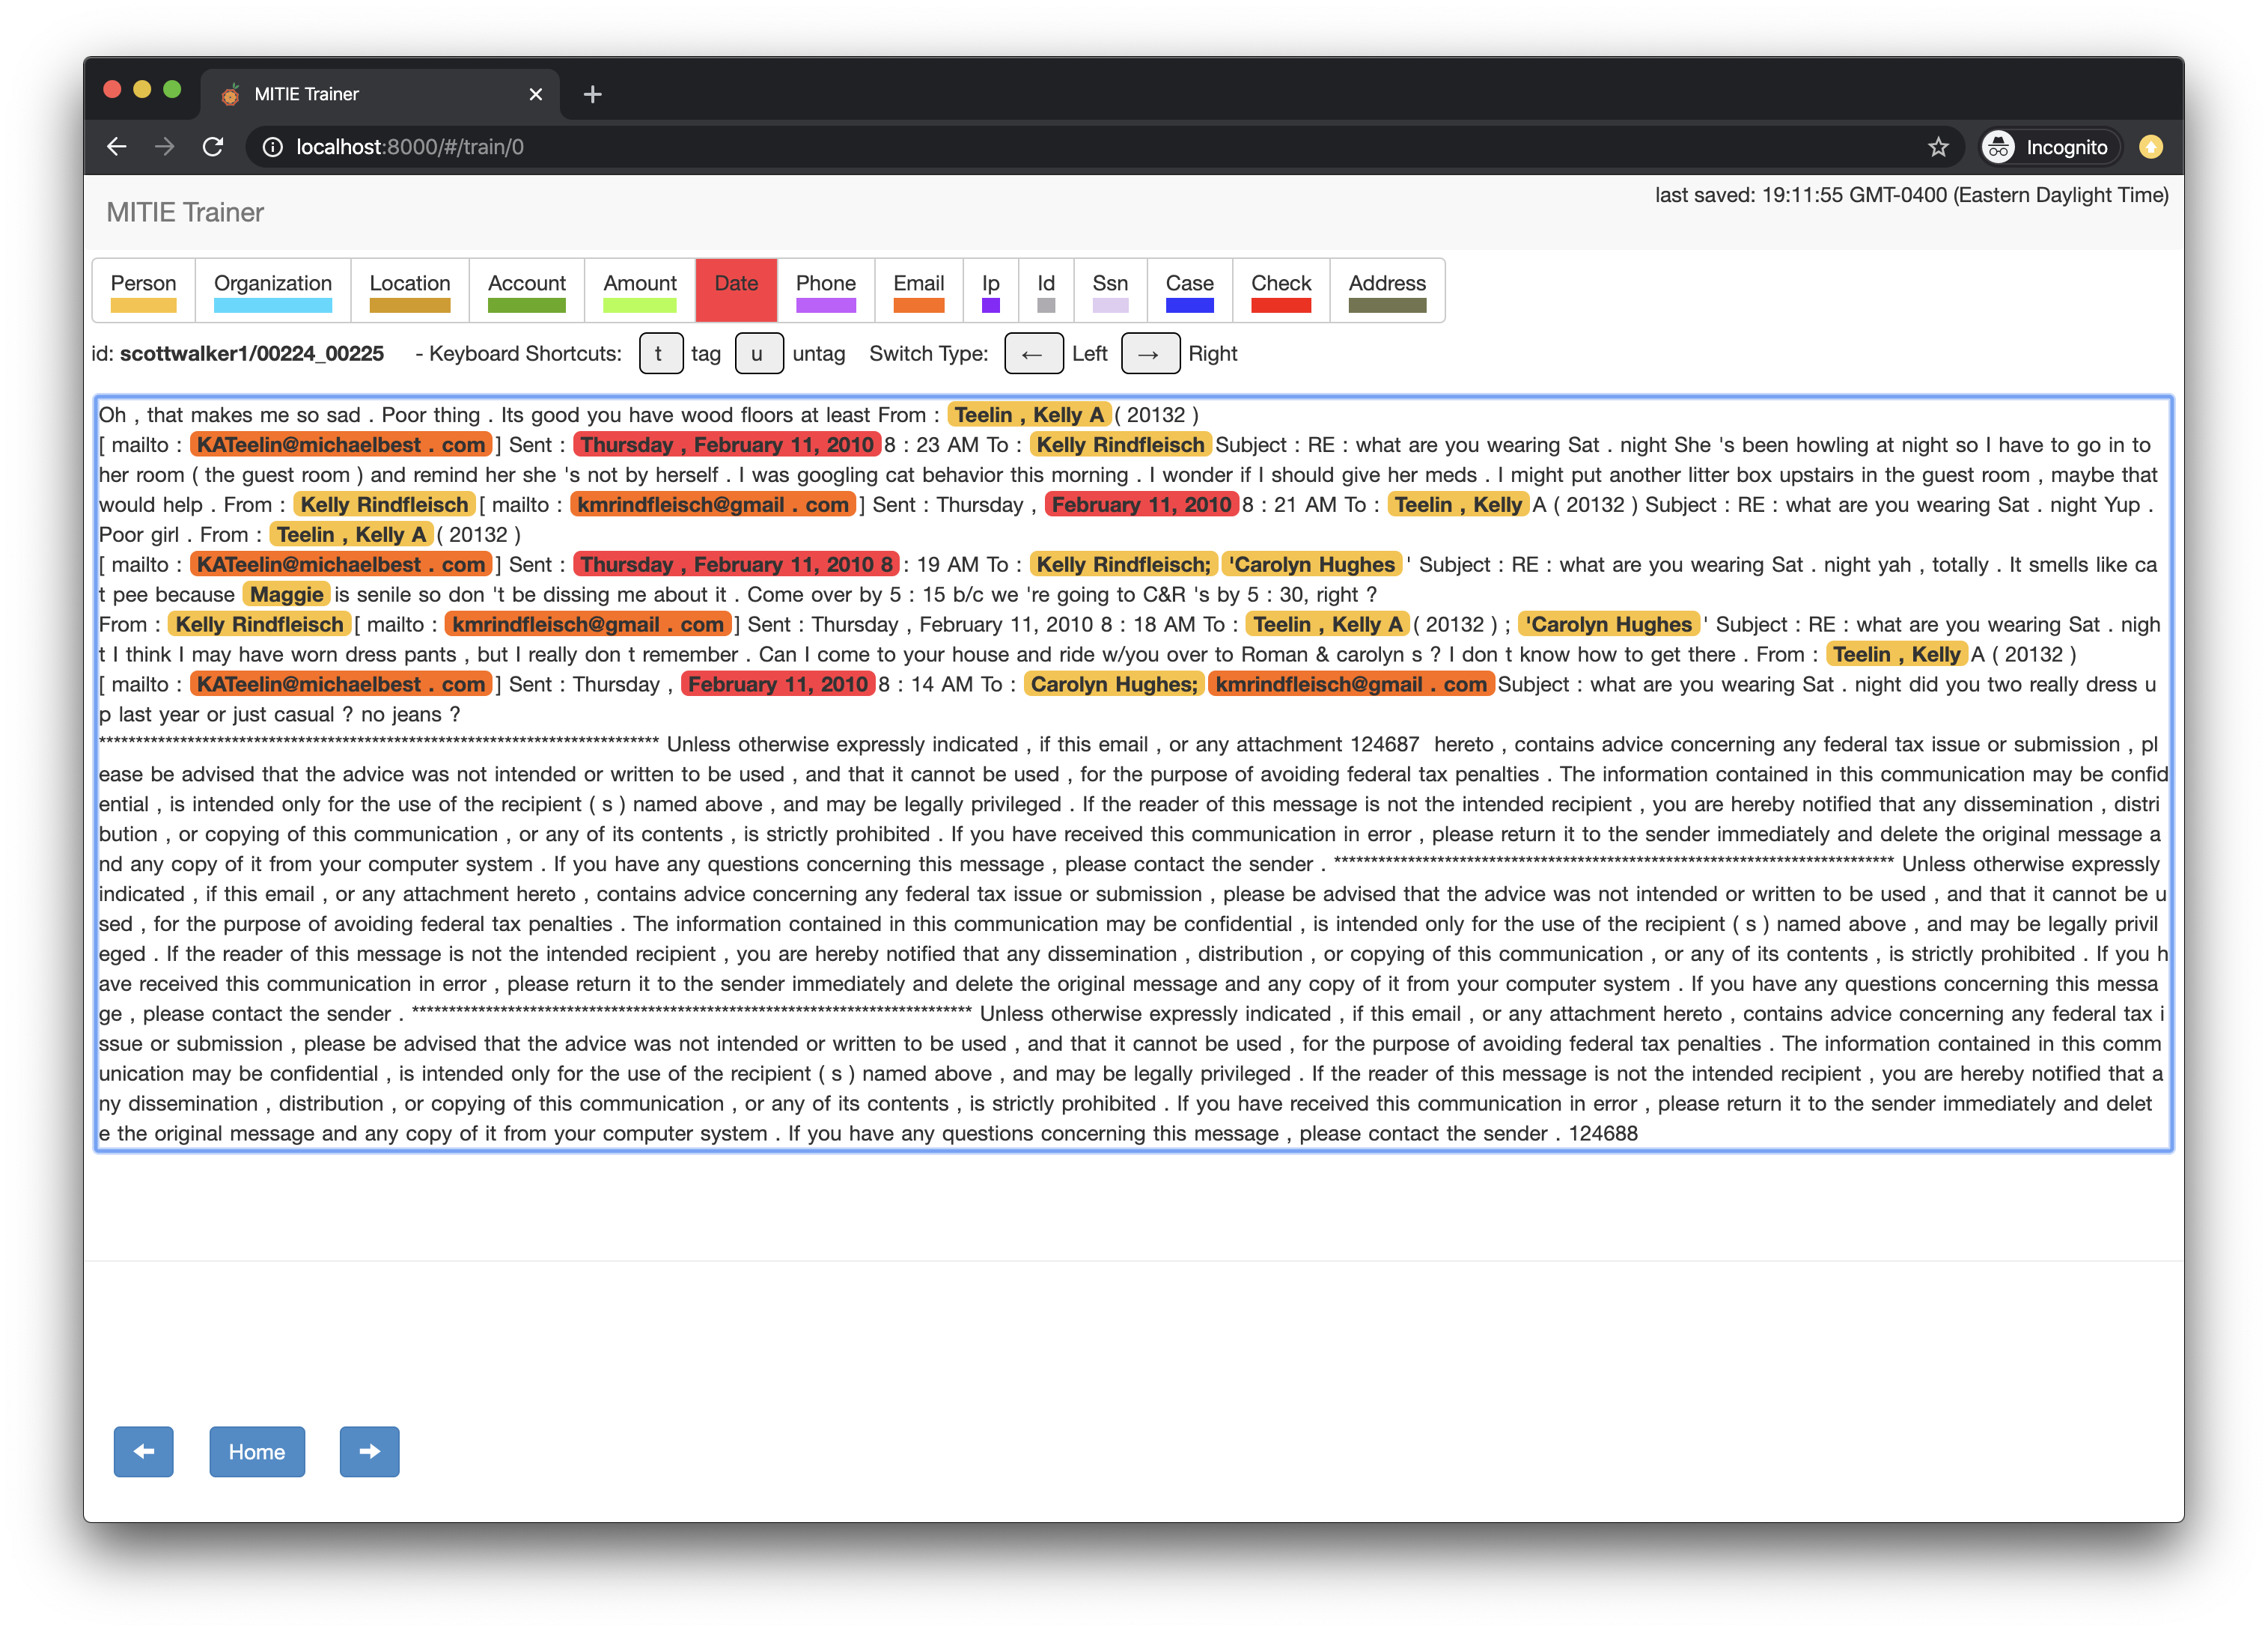 MITIE Trainer
localhost:8000/#/train/0
Incognito
MITIE Trainer
last saved: 19:11:55 GMT-0400 (Eastern Daylight Time)
Person Organization Location Account Amount Date Phone Email Ip Id Ssn Case Check Address
id: scottwalker1/00224_00225 - Keyboard Shortcuts: t tag u untag Switch Type: ← Left → Right
Oh , that makes me so sad . Poor thing . Its good you have wood floors at least From : Teelin , Kelly A ( 20132 )
[ mailto : KATeelin@michaelbest . com ] Sent : Thursday , February 11, 2010 8 : 23 AM To : Kelly Rindfleisch Subject : RE : what are you wearing Sat . night She 's been howling at night so I have to go in to
her room ( the guest room ) and remind her she 's not by herself . I was googling cat behavior this morning . I wonder if I should give her meds . I might put another litter box upstairs in the guest room , maybe that
would help . From : Kelly Rindfleisch [ mailto : kmrindfleisch@gmail . com ] Sent : Thursday , February 11, 2010 8 : 21 AM To : Teelin , Kelly A ( 20132 ) Subject : RE : what are you wearing Sat . night Yup .
Poor girl . From : Teelin , Kelly A ( 20132 )
[ mailto : KATeelin@michaelbest . com ] Sent : Thursday , February 11, 2010 8 : 19 AM To : Kelly Rindfleisch; 'Carolyn Hughes ' Subject : RE : what are you wearing Sat . night yah , totally . It smells like ca
t pee because Maggie is senile so don 't be dissing me about it . Come over by 5 : 15 b/c we 're going to C&R 's by 5 : 30, right ?
From : Kelly Rindfleisch [ mailto : kmrindfleisch@gmail . com ] Sent : Thursday , February 11, 2010 8 : 18 AM To : Teelin , Kelly A ( 20132 ) ; 'Carolyn Hughes ' Subject : RE : what are you wearing Sat . nigh
t I think I may have worn dress pants , but I really don t remember . Can I come to your house and ride w/you over to Roman & carolyn s ? I don t know how to get there . From : Teelin , Kelly A ( 20132 )
[ mailto : KATeelin@michaelbest . com ] Sent : Thursday , February 11, 2010 8 : 14 AM To : Carolyn Hughes; kmrindfleisch@gmail . com Subject : what are you wearing Sat . night did you two really dress u
p last year or just casual ? no jeans ?
****************************************************************************** Unless otherwise expressly indicated , if this email , or any attachment 124687 hereto , contains advice concerning any federal tax issue or submission , pl
ease be advised that the advice was not intended or written to be used , and that it cannot be used , for the purpose of avoiding federal tax penalties . The information contained in this communication may be confid
ential , is intended only for the use of the recipient ( s ) named above , and may be legally privileged . If the reader of this message is not the intended recipient , you are hereby notified that any dissemination , distri
bution , or copying of this communication , or any of its contents , is strictly prohibited . If you have received this communication in error , please return it to the sender immediately and delete the original message a
nd any copy of it from your computer system . If you have any questions concerning this message , please contact the sender . ****************************************************************************** Unless otherwise expressly
indicated , if this email , or any attachment hereto , contains advice concerning any federal tax issue or submission , please be advised that the advice was not intended or written to be used , and that it cannot be u
sed , for the purpose of avoiding federal tax penalties . The information contained in this communication may be confidential , is intended only for the use of the recipient ( s ) named above , and may be legally privil
eged . If the reader of this message is not the intended recipient , you are hereby notified that any dissemination , distribution , or copying of this communication , or any of its contents , is strictly prohibited . If you h
ave received this communication in error , please return it to the sender immediately and delete the original message and any copy of it from your computer system . If you have any questions concerning this messa
ge , please contact the sender . ****************************************************************************** Unless otherwise expressly indicated , if this email , or any attachment hereto , contains advice concerning any federal tax i
ssue or submission , please be advised that the advice was not intended or written to be used , and that it cannot be used , for the purpose of avoiding federal tax penalties . The information contained in this comm
unication may be confidential , is intended only for the use of the recipient ( s ) named above , and may be legally privileged . If the reader of this message is not the intended recipient , you are hereby notified that a
ny dissemination , distribution , or copying of this communication , or any of its contents , is strictly prohibited . If you have received this communication in error , please return it to the sender immediately and delet
e the original message and any copy of it from your computer system . If you have any questions concerning this message , please contact the sender . 124688
Home